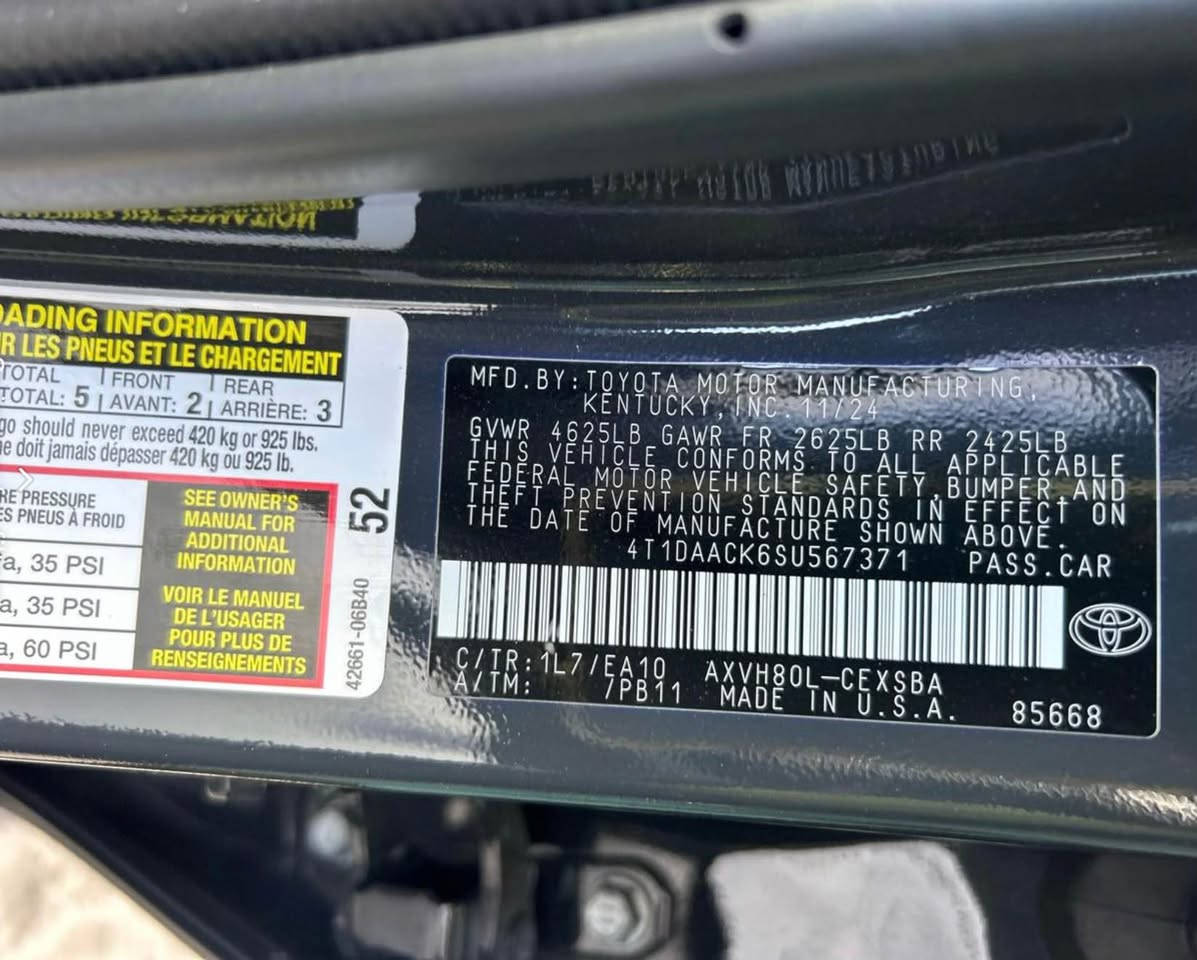 ADING INFORMATION
R LES PNEUS ET LE CHARGEMENT
TOTAL FRONT REAR
TOTAL: 5 AVANT: 2 ARRIÈRE: 3
go should never exceed 420 kg or 925 lbs.
ne doit jamais dépasser 420 kg ou 925 lb.
RE PRESSURE
ES PNEUS À FROID
a, 35 PSI
a, 35 PSI
a, 60 PSI
SEE OWNER'S
MANUAL FOR
ADDITIONAL
INFORMATION
VOIR LE MANUEL
DE L'USAGER
POUR PLUS DE
RENSEIGNEMENTS
52
42661-06B40
MFD.BY:TOYOTA MOTOR MANUFACTURING,
KENTUCKY,INC.11/24
GVWR 4625LB GAWR FR 2625LB RR 2425LB
THIS VEHICLE CONFORMS TO ALL APPLICABLE
FEDERAL MOTOR VEHICLE SAFETY,BUMPER,AND
THEFT PREVENTION STANDARDS IN EFFECT ON
THE DATE OF MANUFACTURE SHOWN ABOVE.
4T1DAACK6SU567371 PASS.CAR
C/TR:1L7/EA10 AXVH80L-CEXSBA
A/TM: /PB11 MADE IN U.S.A. 85668